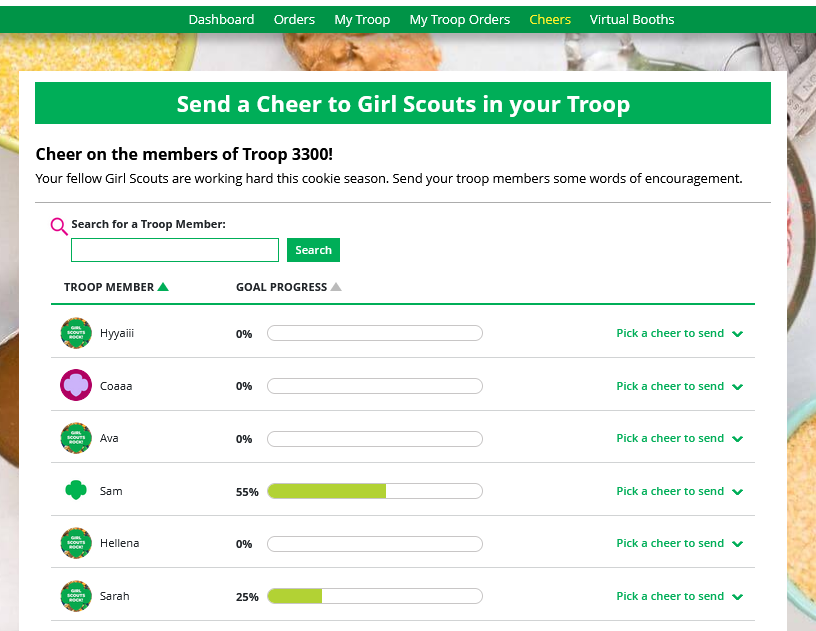 Dashboard Orders My Troop My Troop Orders Cheers Virtual Booths
Send a Cheer to Girl Scouts in your Troop
Cheer on the members of Troop 3300!
Your fellow Girl Scouts are working hard this cookie season. Send your troop members some words of encouragement.
Search for a Troop Member:
Search
TROOP MEMBER GOAL PROGRESS
GIRL
SCOUTS
ROCK!
Hyyaiii 0% Pick a cheer to send
Coaaa 0% Pick a cheer to send
GIRL
SCOUTS
ROCK!
Ava 0% Pick a cheer to send
Sam 55% Pick a cheer to send
GIRL
SCOUTS
ROCK!
Hellena 0% Pick a cheer to send
GIRL
SCOUTS
ROCK!
Sarah 25% Pick a cheer to send